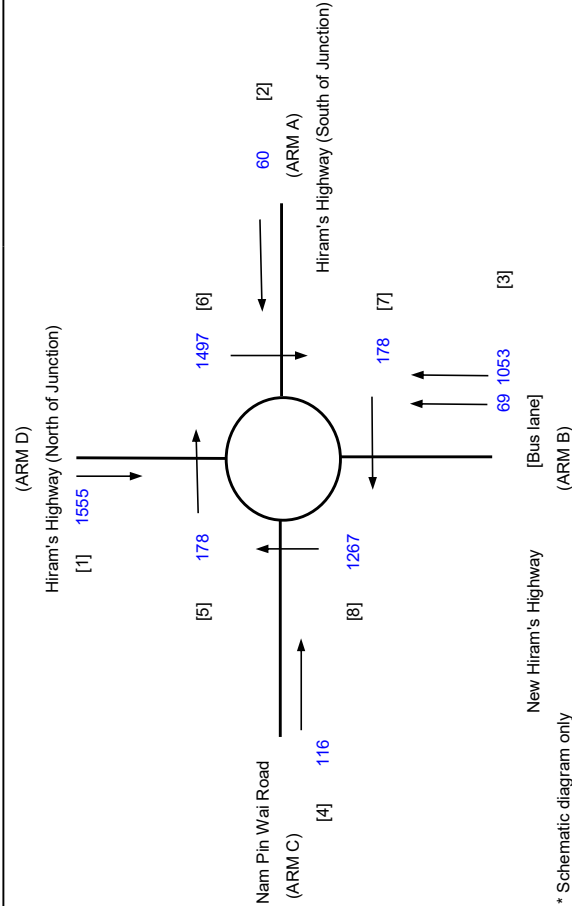 (ARM D)
Hiram's Highway (North of Junction)
[1]
1555
[2]
60
(ARM A)
Hiram's Highway (South of Junction)
[6]
1497
[5]
178
[7]
178
[3]
69 1053
[Bus lane]
(ARM B)
New Hiram's Highway
1267
[8]
Nam Pin Wai Road
(ARM C)
[4]
116
* Schematic diagram only